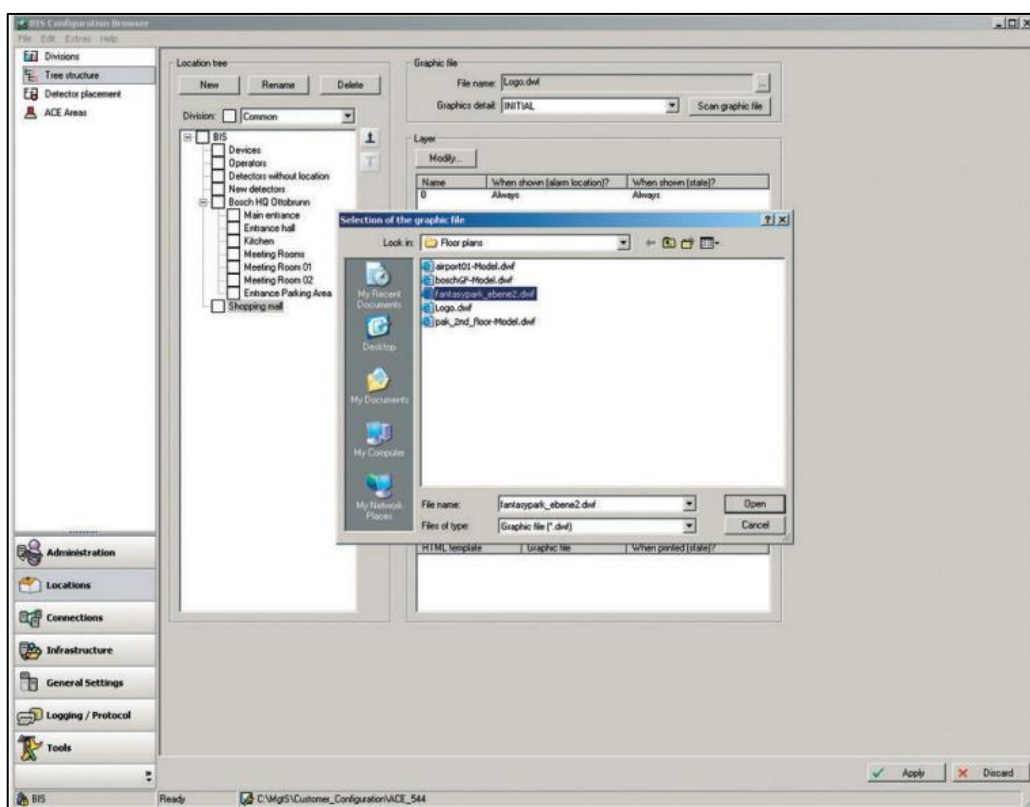 BIS Configuration Browser
File Edit Extras Help
Divisions
Tree structure
Detector placement
ACE Areas
Location tree
New Rename Delete
Division: Common
BIS
Devices
Operators
Detectors without location
New detectors
Bosch HQ Ottobrunn
Main entrance
Entrance hall
Kitchen
Meeting Rooms
Meeting Room 01
Meeting Room 02
Entrance Parking Area
Shopping mall
Graphic file
File name: Logo.dwf ...
Graphics detail: INITIAL Scan graphic file
Layer
Modify...
Name When shown (alarm location)? When shown (state)?
0 Always Always
Selection of the graphic file
Look in: Floor plans
My Recent Documents
Desktop
My Documents
My Computer
My Network Places
airport01-Model.dwf
boschGF-Model.dwf
fantasypark_ebene2.dwf
Logo.dwf
pak_2nd_floor-Model.dwf
File name: fantasypark_ebene2.dwf Open
Files of type: Graphic file (*.dwf) Cancel
HTML template Graphic file When printed (state)?
Administration
Locations
Connections
Infrastructure
General Settings
Logging / Protocol
Tools
Apply Discard
BIS Ready C:\MgtS\Customer_Configuration\ACE_544